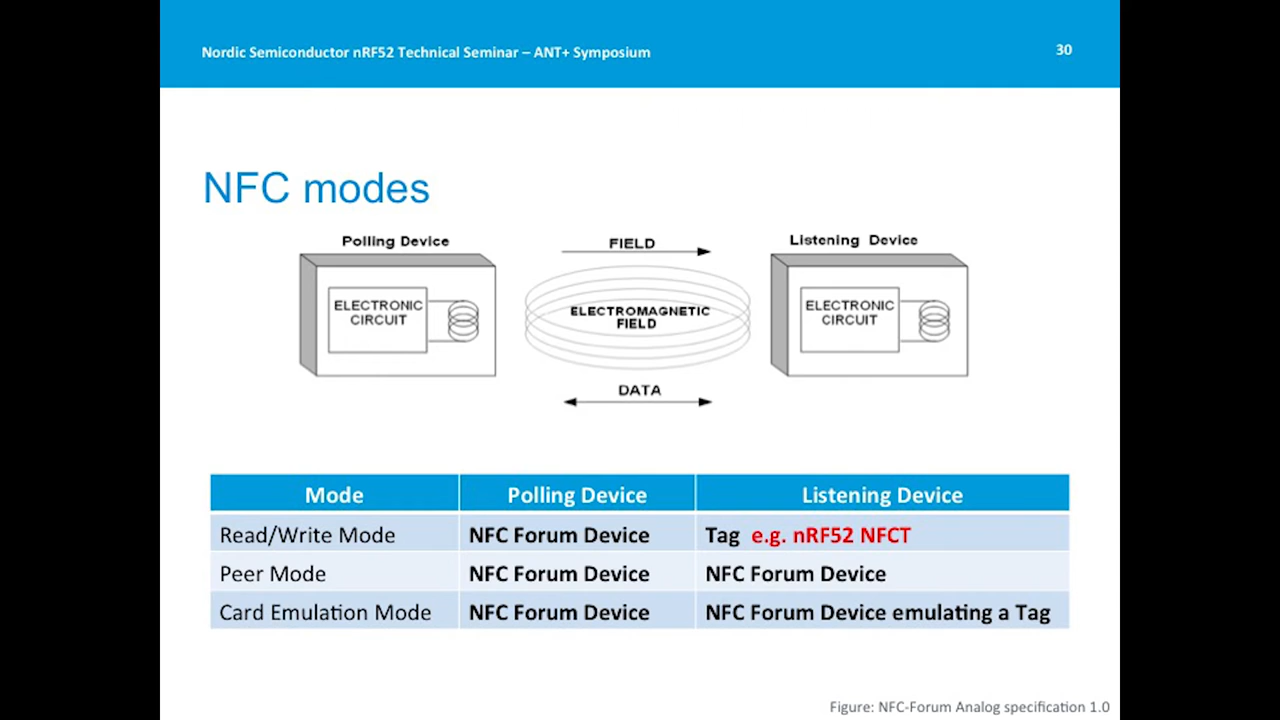 Nordic Semiconductor nRF52 Technical Seminar – ANT+ Symposium
30
NFC modes
Polling Device
FIELD
Listening Device
ELECTRONIC
CIRCUIT
ELECTROMAGNETIC
FIELD
ELECTRONIC
CIRCUIT
DATA
Mode Polling Device Listening Device
Read/Write Mode NFC Forum Device Tag e.g. nRF52 NFCT
Peer Mode NFC Forum Device NFC Forum Device
Card Emulation Mode NFC Forum Device NFC Forum Device emulating a Tag
Figure: NFC-Forum Analog specification 1.0